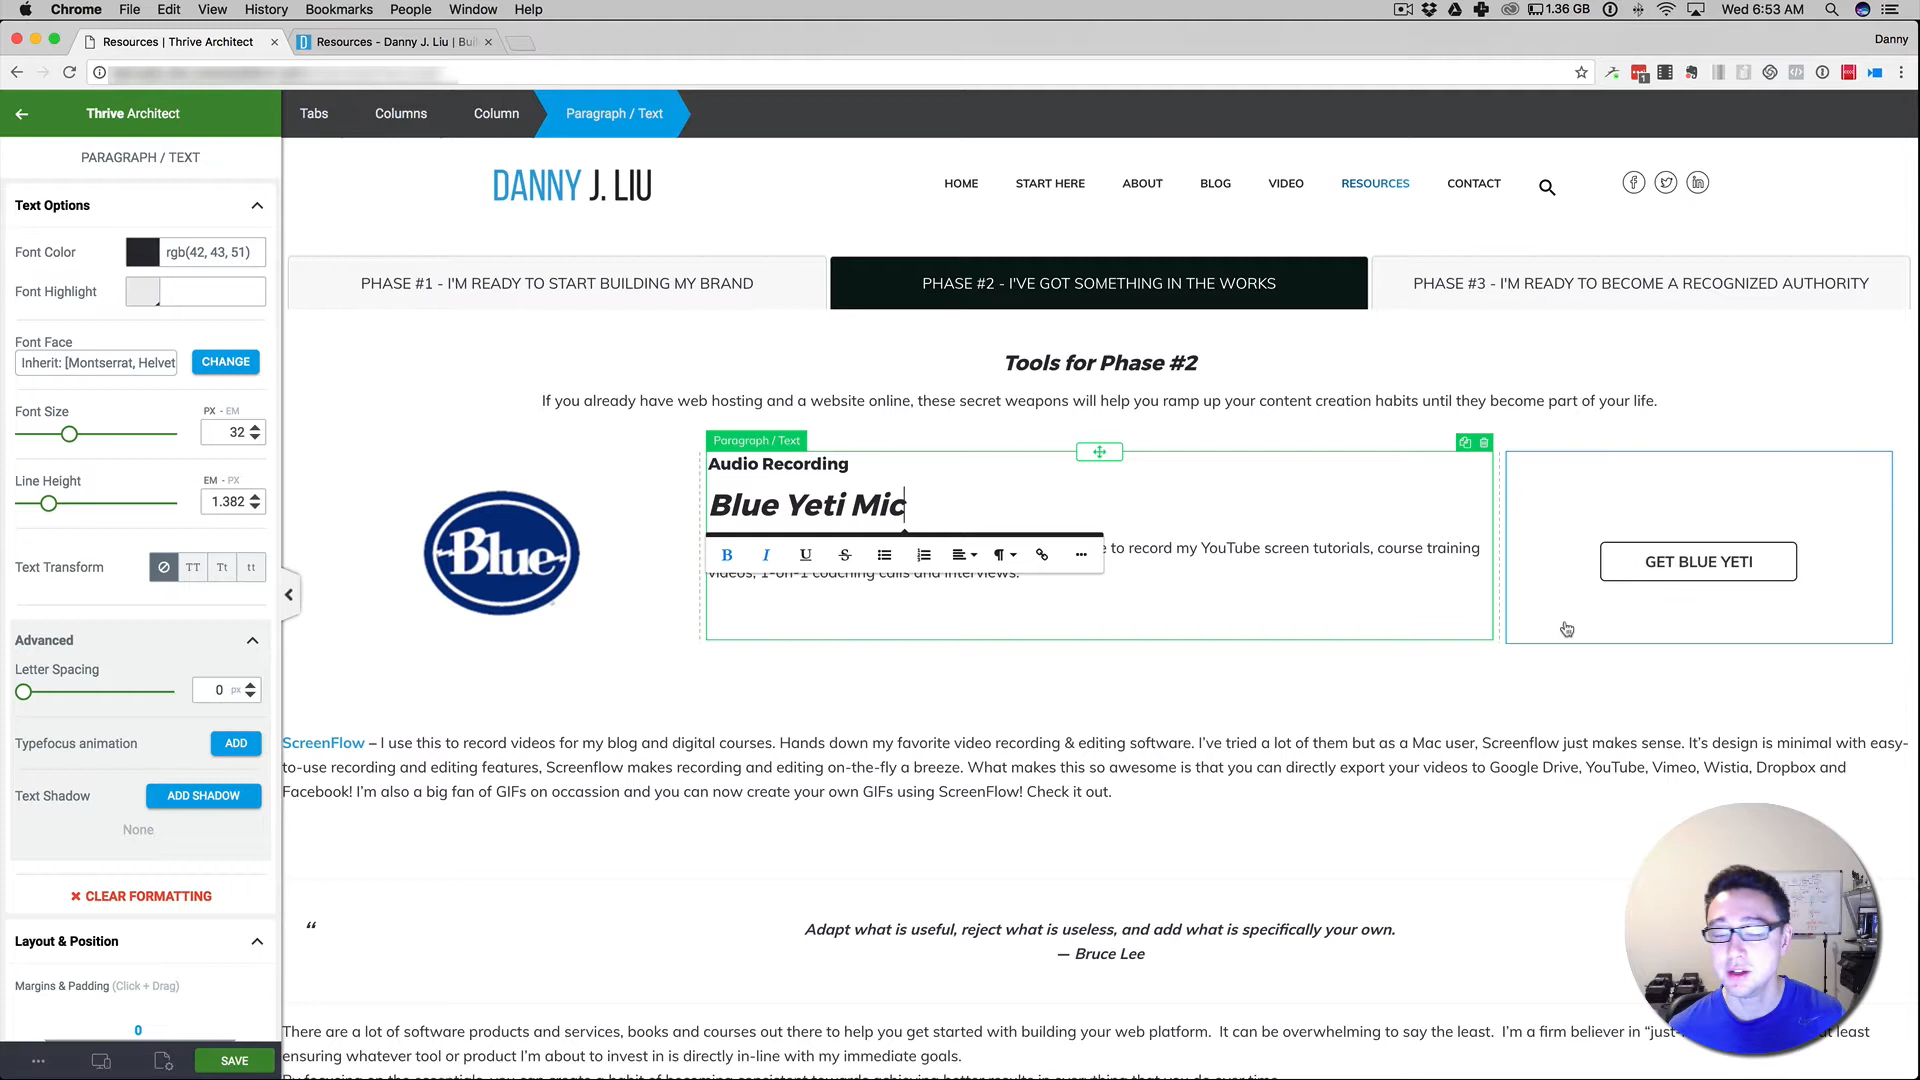 Chrome File Edit View History Bookmarks People Window Help 1.36 GB Wed 6:53 AM
Resources | Thrive Architect Resources - Danny J. Liu | Bui Danny
1
Thrive Architect
Tabs Columns Column Paragraph / Text
PARAGRAPH / TEXT
DANNY J. LIU HOME START HERE ABOUT BLOG VIDEO RESOURCES CONTACT
Text Options
Font Color rgb(42, 43, 51)
Font Highlight
PHASE #1 - I'M READY TO START BUILDING MY BRAND PHASE #2 - I'VE GOT SOMETHING IN THE WORKS PHASE #3 - I'M READY TO BECOME A RECOGNIZED AUTHORITY
Font Face
Inherit: [Montserrat, Helvet CHANGE
Tools for Phase #2
If you already have web hosting and a website online, these secret weapons will help you ramp up your content creation habits until they become part of your life.
Font Size PX - EM
32
Paragraph / Text
Audio Recording
Blue Yeti Mic
Line Height EM - PX
1.382
B I U S
e to record my YouTube screen tutorials, course training
videos, 1-on-1 coaching calls and interviews.
Blue
GET BLUE YETI
Text Transform TT Tt tt
Advanced
Letter Spacing
0 px
Typefocus animation ADD
Text Shadow ADD SHADOW
None
ScreenFlow – I use this to record videos for my blog and digital courses. Hands down my favorite video recording & editing software. I've tried a lot of them but as a Mac user, Screenflow just makes sense. It's design is minimal with easy-
to-use recording and editing features, Screenflow makes recording and editing on-the-fly a breeze. What makes this so awesome is that you can directly export your videos to Google Drive, YouTube, Vimeo, Wistia, Dropbox and
Facebook! I'm also a big fan of GIFs on occassion and you can now create your own GIFs using ScreenFlow! Check it out.
CLEAR FORMATTING
Layout & Position
Margins & Padding (Click + Drag)
0
SAVE
“
Adapt what is useful, reject what is useless, and add what is specifically your own.
— Bruce Lee
There are a lot of software products and services, books and courses out there to help you get started with building your web platform. It can be overwhelming to say the least. I'm a firm believer in “just- at least
ensuring whatever tool or product I'm about to invest in is directly in-line with my immediate goals.